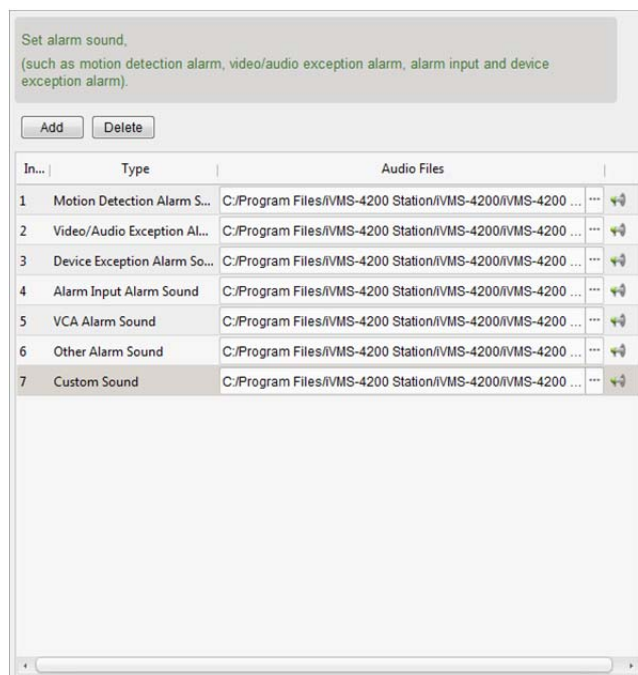 Set alarm sound,
(such as motion detection alarm, video/audio exception alarm, alarm input and device
exception alarm).
Add Delete
In... Type Audio Files
1 Motion Detection Alarm S... C:/Program Files/iVMS-4200 Station/iVMS-4200/iVMS-4200 ... ...
2 Video/Audio Exception Al... C:/Program Files/iVMS-4200 Station/iVMS-4200/iVMS-4200 ... ...
3 Device Exception Alarm So... C:/Program Files/iVMS-4200 Station/iVMS-4200/iVMS-4200 ... ...
4 Alarm Input Alarm Sound C:/Program Files/iVMS-4200 Station/iVMS-4200/iVMS-4200 ... ...
5 VCA Alarm Sound C:/Program Files/iVMS-4200 Station/iVMS-4200/iVMS-4200 ... ...
6 Other Alarm Sound C:/Program Files/iVMS-4200 Station/iVMS-4200/iVMS-4200 ... ...
7 Custom Sound C:/Program Files/iVMS-4200 Station/iVMS-4200/iVMS-4200 ... ...